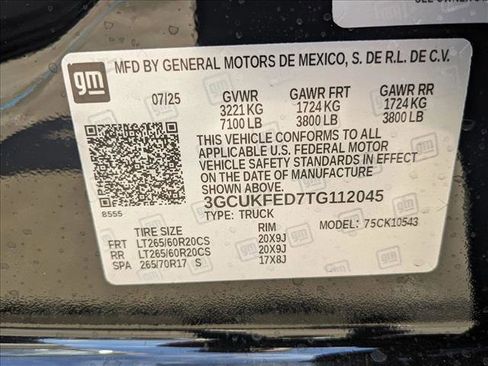 gm
MFD BY GENERAL MOTORS DE MEXICO, S. DE R.L. DE C.V.
07/25 GVWR GAWR FRT GAWR RR
3221 KG 1724 KG 1724 KG
7100 LB 3800 LB 3800 LB
THIS VEHICLE CONFORMS TO ALL
APPLICABLE U.S. FEDERAL MOTOR
VEHICLE SAFETY STANDARDS IN EFFECT
ON THE DATE OF MANUFACTURE
SHOWN ABOVE.
8555 3GCUKFED7TG112045
TYPE: TRUCK MODEL: 75CK10543
TIRE SIZE RIM
FRT LT265/60R20CS 20X9J
RR LT265/60R20CS 20X9J
SPA 265/70R17 S 17X8J